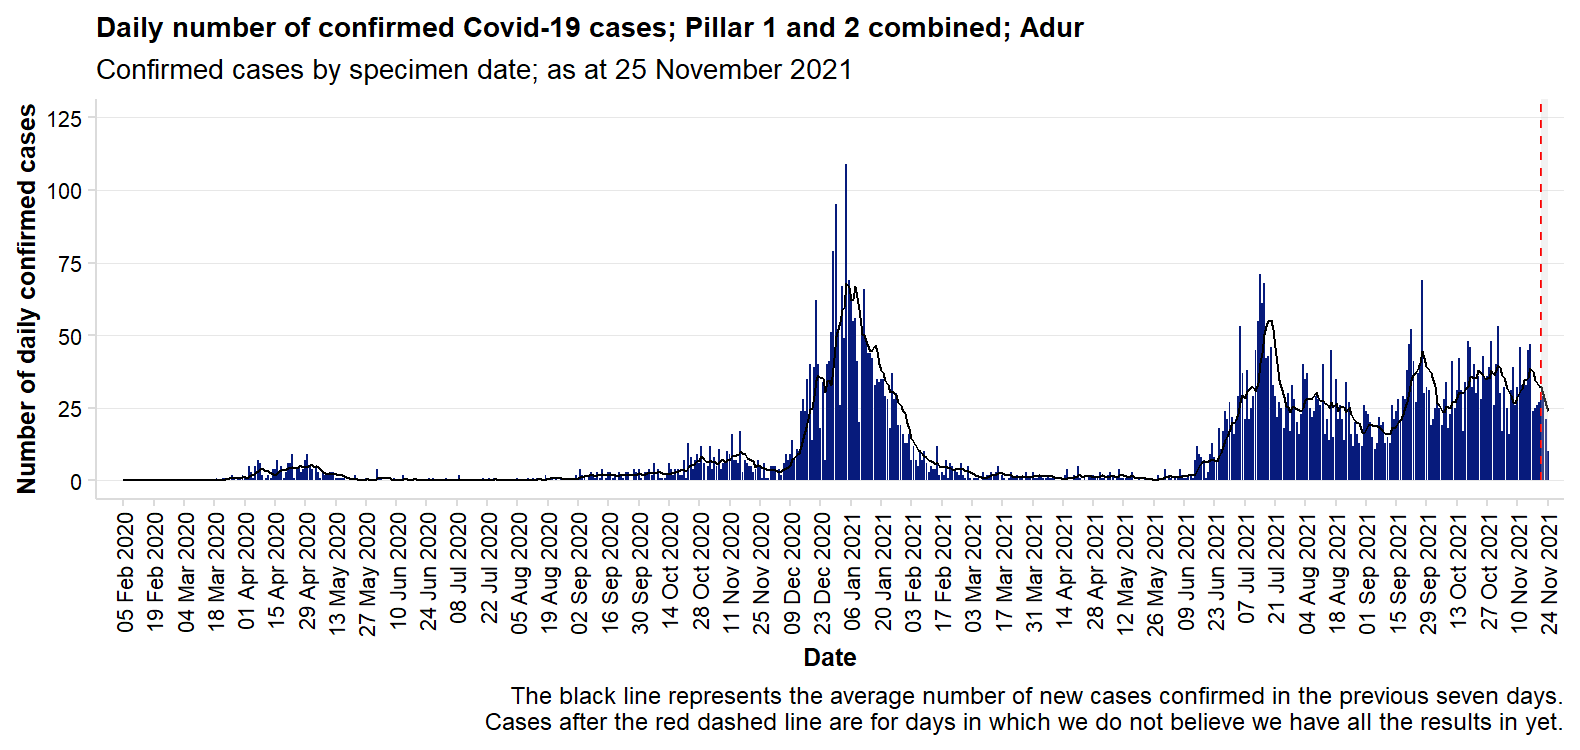 Daily number of confirmed Covid-19 cases; Pillar 1 and 2 combined; Adur
Confirmed cases by specimen date; as at 25 November 2021
Number of daily confirmed cases
125
100
75
50
25
0
05 Feb 2020
19 Feb 2020
04 Mar 2020
18 Mar 2020
01 Apr 2020
15 Apr 2020
29 Apr 2020
13 May 2020
27 May 2020
10 Jun 2020
24 Jun 2020
08 Jul 2020
22 Jul 2020
05 Aug 2020
19 Aug 2020
02 Sep 2020
16 Sep 2020
30 Sep 2020
14 Oct 2020
28 Oct 2020
11 Nov 2020
25 Nov 2020
09 Dec 2020
23 Dec 2020
06 Jan 2021
20 Jan 2021
03 Feb 2021
17 Feb 2021
03 Mar 2021
17 Mar 2021
31 Mar 2021
14 Apr 2021
28 Apr 2021
12 May 2021
26 May 2021
09 Jun 2021
23 Jun 2021
07 Jul 2021
21 Jul 2021
04 Aug 2021
18 Aug 2021
01 Sep 2021
15 Sep 2021
29 Sep 2021
13 Oct 2021
27 Oct 2021
10 Nov 2021
24 Nov 2021
Date
The black line represents the average number of new cases confirmed in the previous seven days.
Cases after the red dashed line are for days in which we do not believe we have all the results in yet.